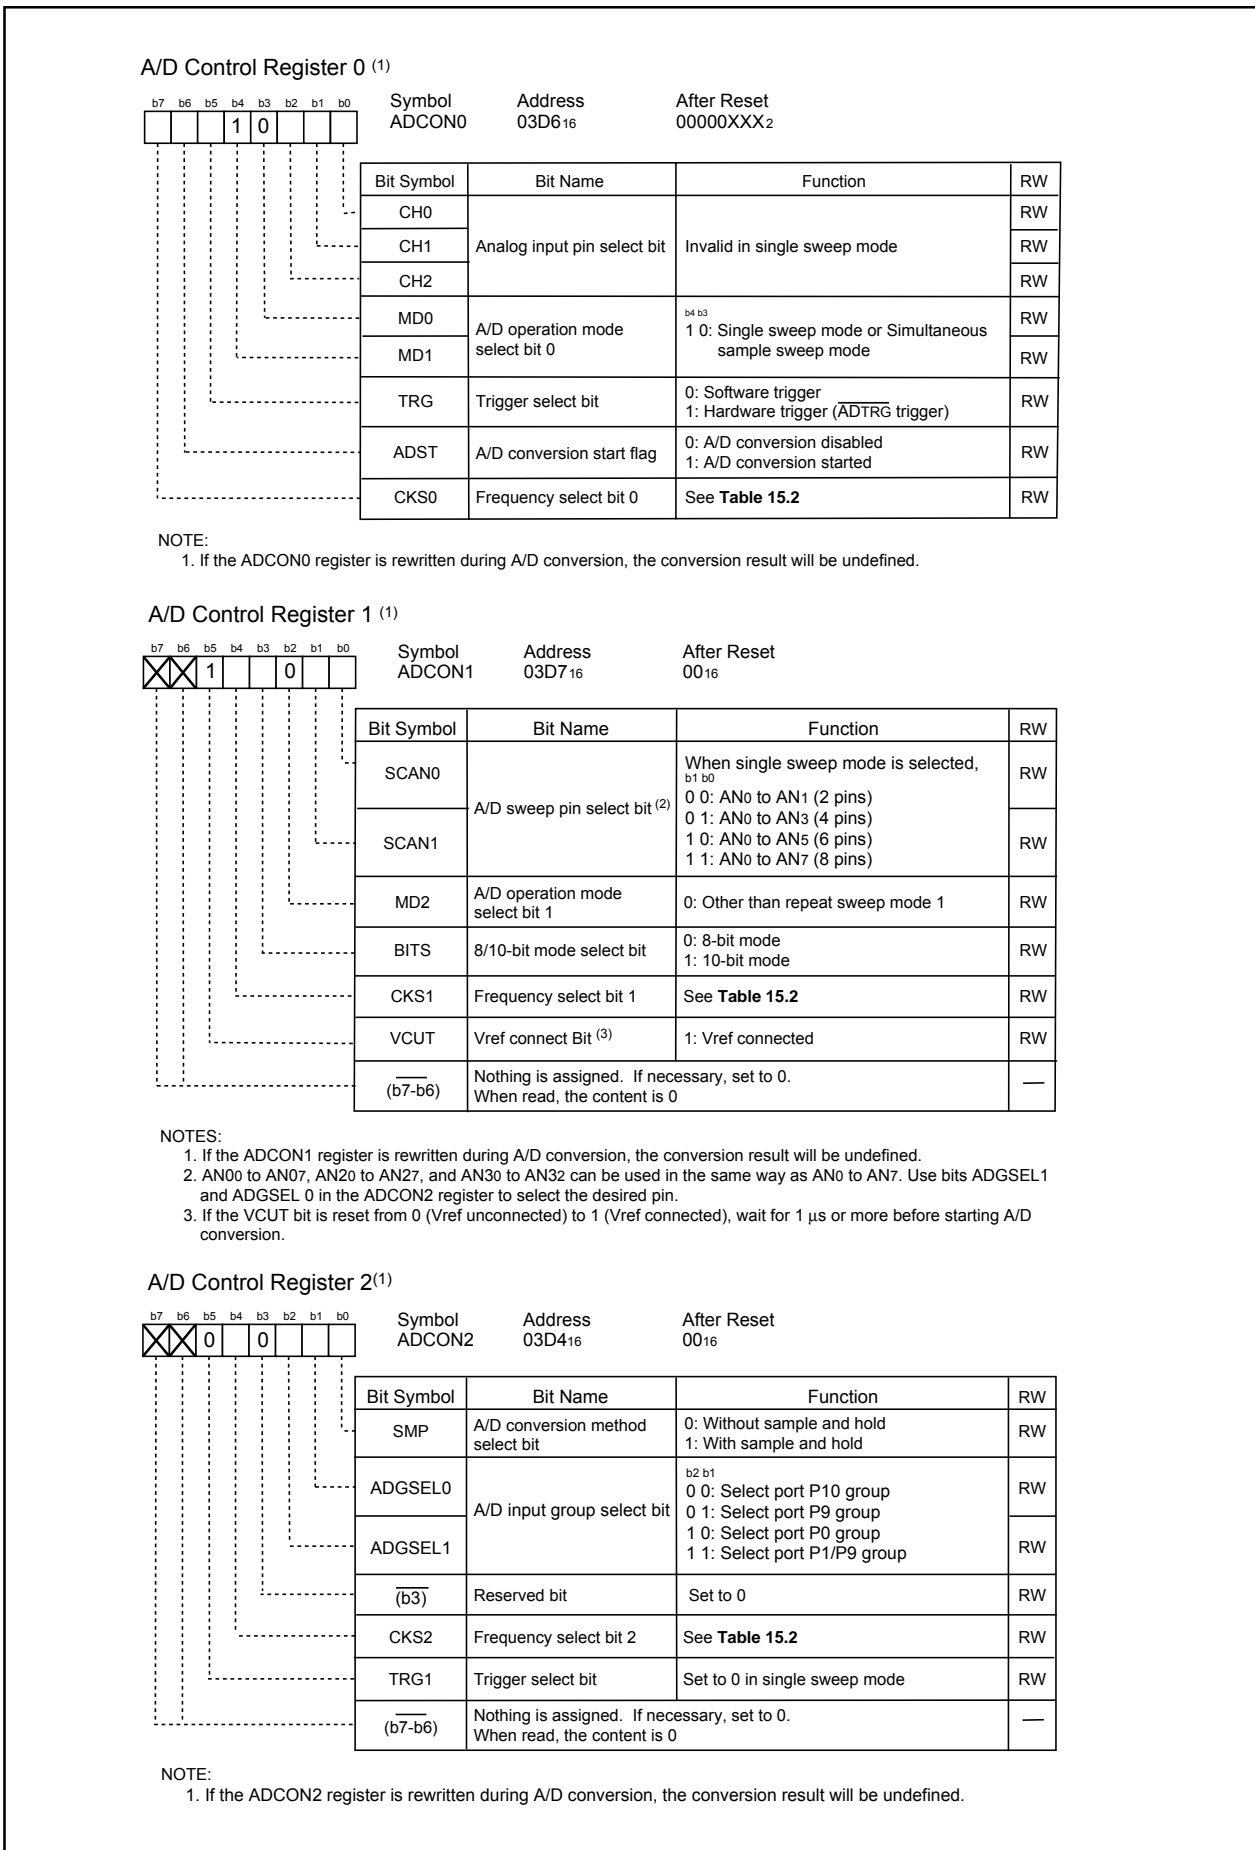 A/D Control Register 0 (1)
b7 b6 b5 b4 b3 b2 b1 b0
1 0
Symbol Address After Reset
ADCON0 03D616 00000XXX2
Bit Symbol Bit Name Function RW
CH0 RW
CH1 Analog input pin select bit Invalid in single sweep mode RW
CH2 RW
MD0 A/D operation mode select bit 0 b4 b3 RW
1 0: Single sweep mode or Simultaneous
sample sweep mode
MD1 RW
TRG Trigger select bit 0: Software trigger RW
1: Hardware trigger (ADTRG trigger)
ADST A/D conversion start flag 0: A/D conversion disabled RW
1: A/D conversion started
CKS0 Frequency select bit 0 See Table 15.2 RW
NOTE:
1. If the ADCON0 register is rewritten during A/D conversion, the conversion result will be undefined.
A/D Control Register 1 (1)
b7 b6 b5 b4 b3 b2 b1 b0
1 0
Symbol Address After Reset
ADCON1 03D716 0016
Bit Symbol Bit Name Function RW
SCAN0 A/D sweep pin select bit (2) When single sweep mode is selected, RW
b1 b0
0 0: AN0 to AN1 (2 pins)
0 1: AN0 to AN3 (4 pins)
1 0: AN0 to AN5 (6 pins)
1 1: AN0 to AN7 (8 pins)
SCAN1 RW
MD2 A/D operation mode select bit 1 0: Other than repeat sweep mode 1 RW
BITS 8/10-bit mode select bit 0: 8-bit mode RW
1: 10-bit mode
CKS1 Frequency select bit 1 See Table 15.2 RW
VCUT Vref connect Bit (3) 1: Vref connected RW
(b7-b6) Nothing is assigned. If necessary, set to 0. —
When read, the content is 0
NOTES:
1. If the ADCON1 register is rewritten during A/D conversion, the conversion result will be undefined.
2. AN00 to AN07, AN20 to AN27, and AN30 to AN32 can be used in the same way as AN0 to AN7. Use bits ADGSEL1
and ADGSEL 0 in the ADCON2 register to select the desired pin.
3. If the VCUT bit is reset from 0 (Vref unconnected) to 1 (Vref connected), wait for 1 μs or more before starting A/D
conversion.
A/D Control Register 2(1)
b7 b6 b5 b4 b3 b2 b1 b0
0 0
Symbol Address After Reset
ADCON2 03D416 0016
Bit Symbol Bit Name Function RW
SMP A/D conversion method select bit 0: Without sample and hold RW
1: With sample and hold
ADGSEL0 A/D input group select bit b2 b1 RW
0 0: Select port P10 group
0 1: Select port P9 group
1 0: Select port P0 group
1 1: Select port P1/P9 group
ADGSEL1 RW
(b3) Reserved bit Set to 0 RW
CKS2 Frequency select bit 2 See Table 15.2 RW
TRG1 Trigger select bit Set to 0 in single sweep mode RW
(b7-b6) Nothing is assigned. If necessary, set to 0. —
When read, the content is 0
NOTE:
1. If the ADCON2 register is rewritten during A/D conversion, the conversion result will be undefined.